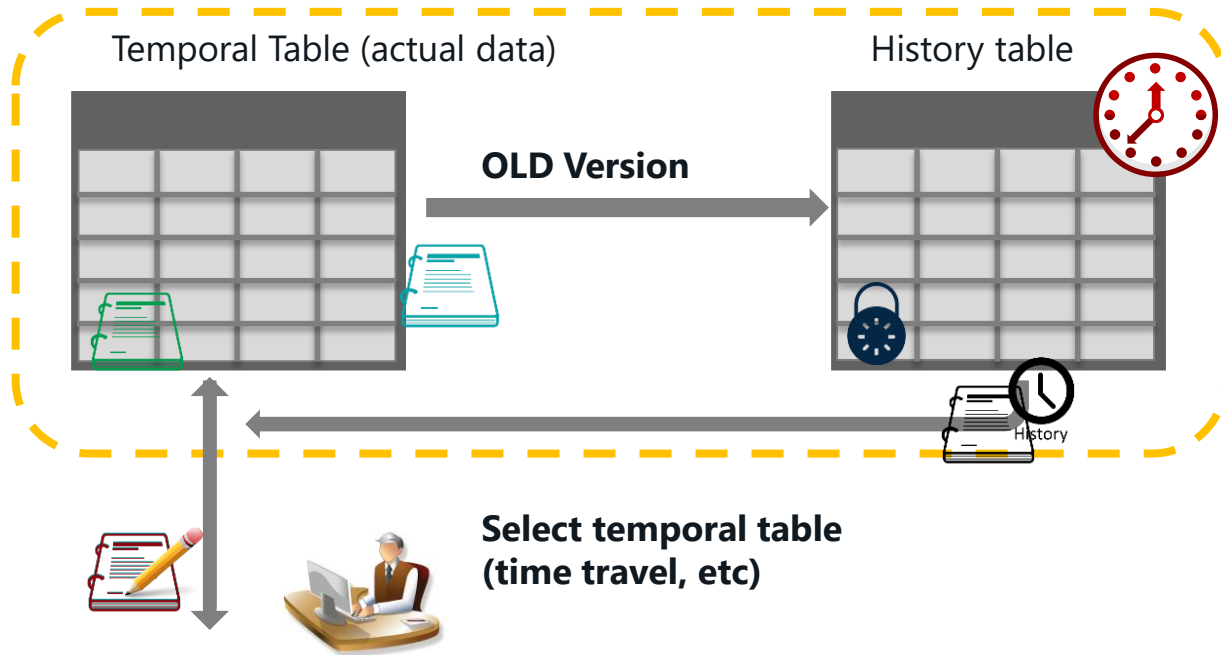 Temporal Table (actual data)
History table
OLD Version
History
Select temporal table
(time travel, etc)